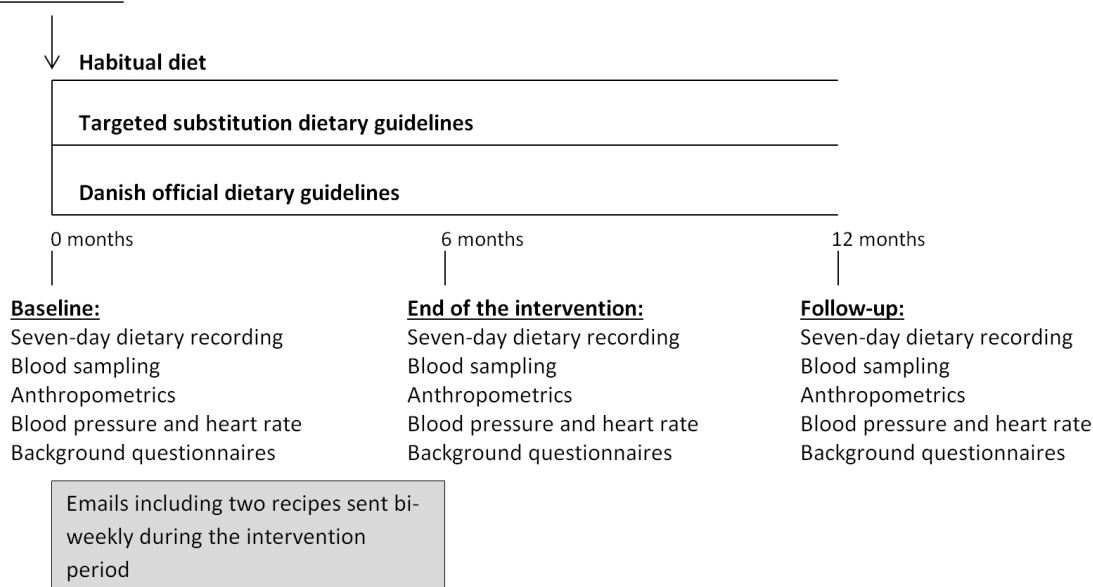 Habitual diet
Targeted substitution dietary guidelines
Danish official dietary guidelines
0 months
6 months
12 months
Baseline:
Seven-day dietary recording
Blood sampling
Anthropometrics
Blood pressure and heart rate
Background questionnaires
End of the intervention:
Seven-day dietary recording
Blood sampling
Anthropometrics
Blood pressure and heart rate
Background questionnaires
Follow-up:
Seven-day dietary recording
Blood sampling
Anthropometrics
Blood pressure and heart rate
Background questionnaires
Emails including two recipes sent bi-
weekly during the intervention
period